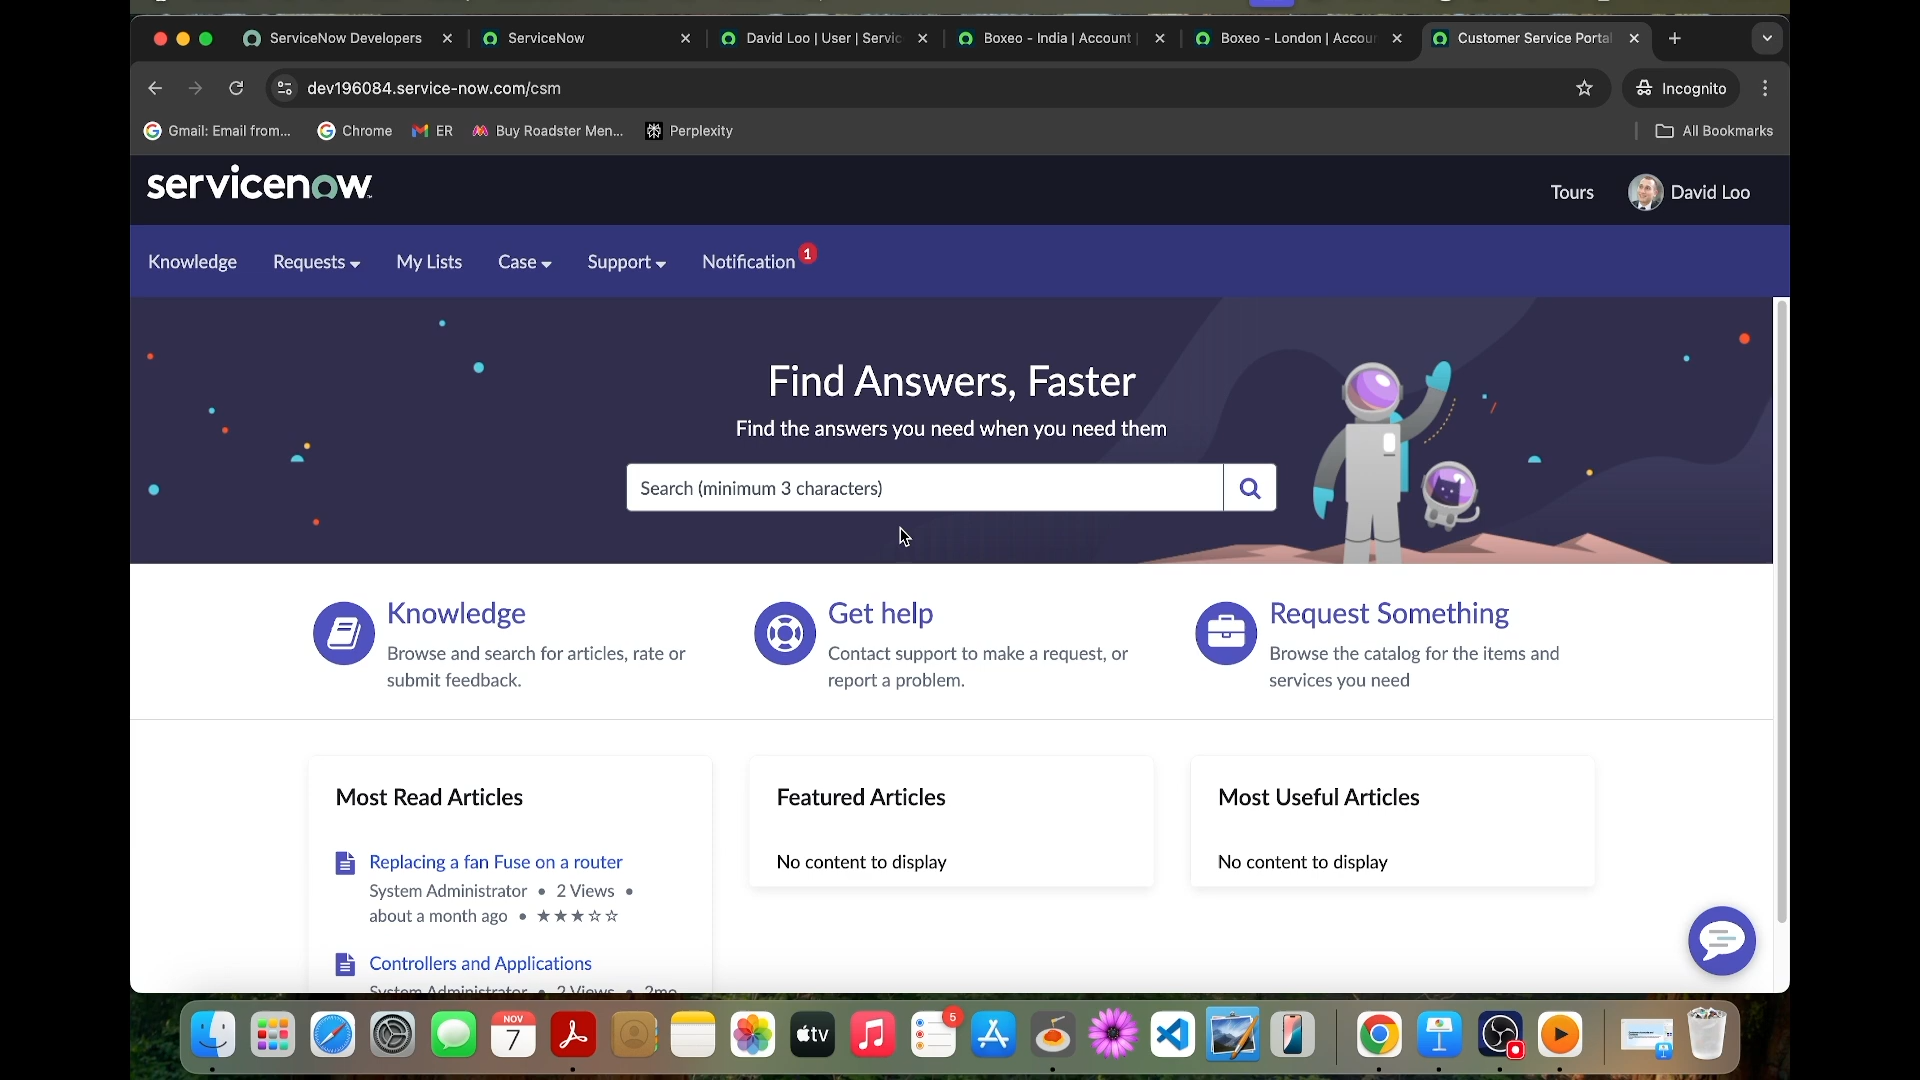 ServiceNow Developers
ServiceNow
David Loo | User | Servic
Boxeo - India | Account
Boxeo - London | Accou
Customer Service Portal
dev196084.service-now.com/csm
Incognito
Gmail: Email from...
Chrome
ER
Buy Roadster Men...
Perplexity
All Bookmarks
servicenow
Tours
David Loo
Knowledge
Requests
My Lists
Case
Support
Notification
1
Find Answers, Faster
Find the answers you need when you need them
Search (minimum 3 characters)
Knowledge
Browse and search for articles, rate or
submit feedback.
Get help
Contact support to make a request, or
report a problem.
Request Something
Browse the catalog for the items and
services you need
Most Read Articles
Replacing a fan Fuse on a router
System Administrator • 2 Views •
about a month ago • ★★★☆☆
Controllers and Applications
System Administrator • 2 Views • 2mo
Featured Articles
No content to display
Most Useful Articles
No content to display
NOV
7
tv
5